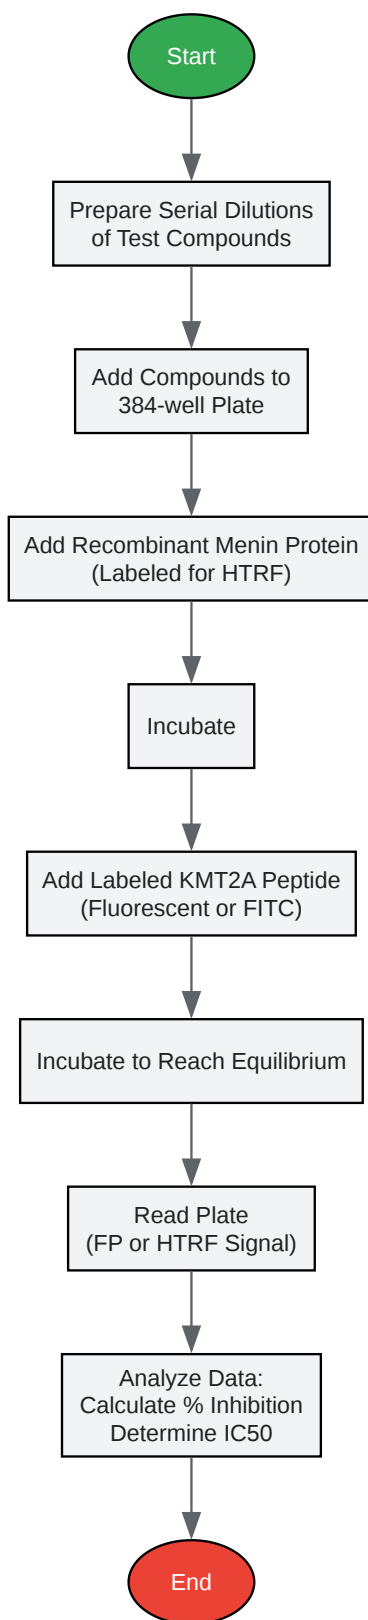 Start
Prepare Serial Dilutions
of Test Compounds
Add Compounds to
384-well Plate
Add Recombinant Menin Protein
(Labeled for HTRF)
Incubate
Add Labeled KMT2A Peptide
(Fluorescent or FITC)
Incubate to Reach Equilibrium
Read Plate
(FP or HTRF Signal)
Analyze Data:
Calculate % Inhibition
Determine IC50
End